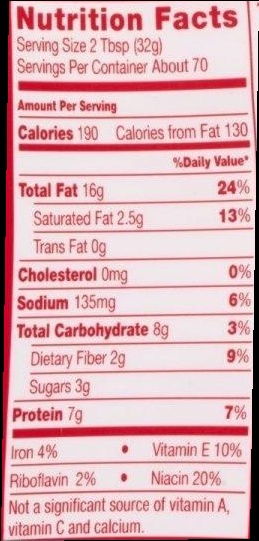 Nutrition Facts
Serving Size 2 Tbsp (32g)
Servings Per Container About 70
Amount Per Serving
Calories 190 Calories from Fat 130
%Daily Value*
Total Fat 16g 24%
Saturated Fat 2.5g 13%
Trans Fat 0g
Cholesterol 0mg 0%
Sodium 135mg 6%
Total Carbohydrate 8g 3%
Dietary Fiber 2g 9%
Sugars 3g
Protein 7g 7%
Iron 4% • Vitamin E 10%
Riboflavin 2% • Niacin 20%
Not a significant source of vitamin A,
vitamin C and calcium.